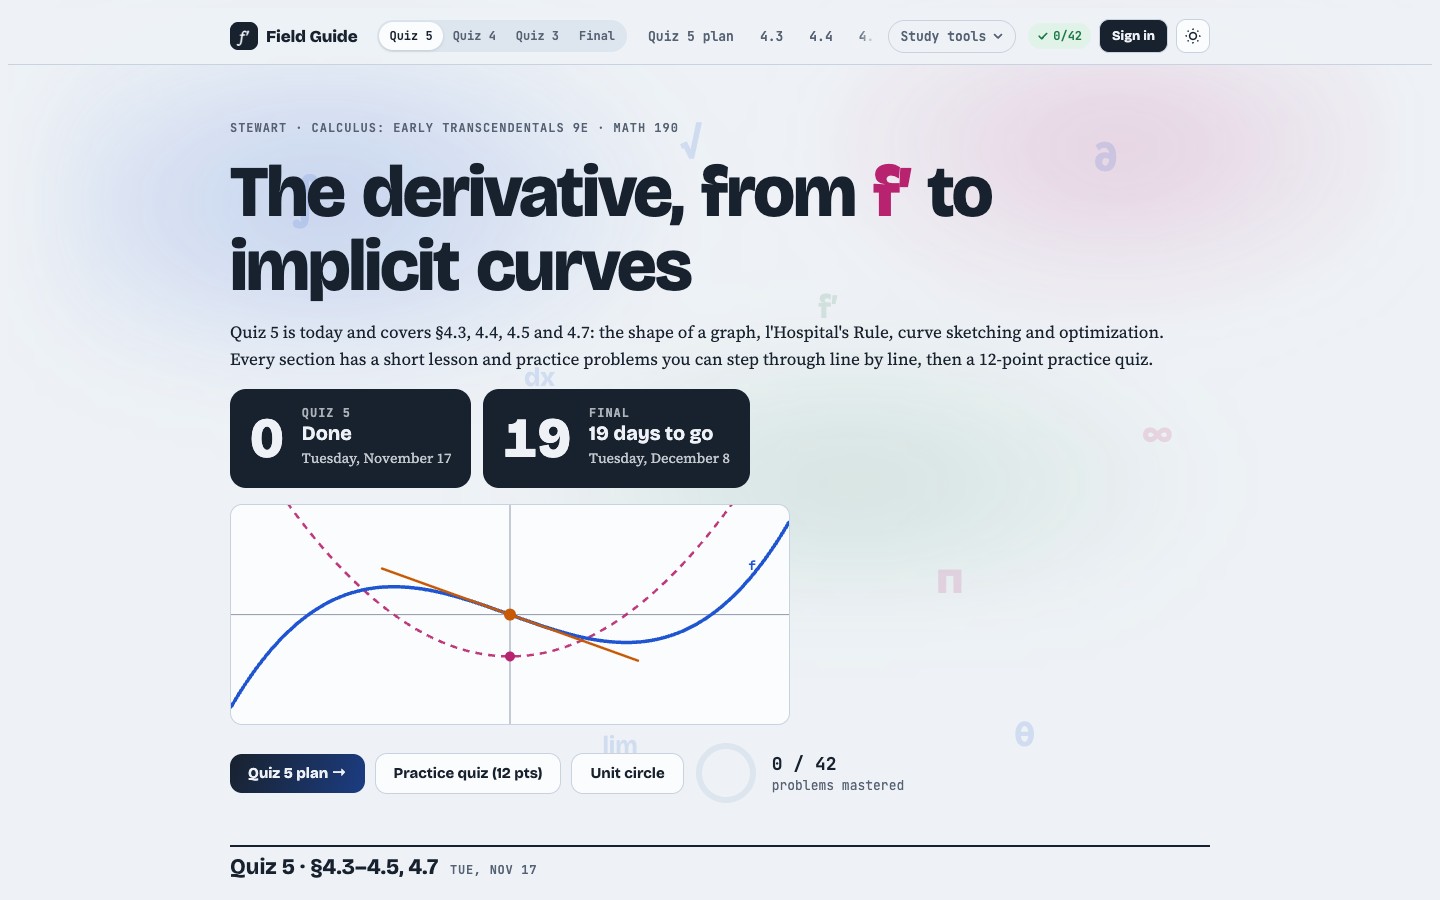 f′ Field Guide Quiz 5 Quiz 4 Quiz 3 Final Quiz 5 plan 4.3 4.4 4. Study tools ✓ 0/42 Sign in
STEWART · CALCULUS: EARLY TRANSCENDENTALS 9E · MATH 190
√
∂
The derivative, from f′ to
∫
implicit curves
f′
Quiz 5 is today and covers §4.3, 4.4, 4.5 and 4.7: the shape of a graph, l'Hospital's Rule, curve sketching and optimization.
Every section has a short lesson and practice problems you can step through line by line, then a 12-point practice quiz.
dx
0
QUIZ 5
Done
Tuesday, November 17
19
FINAL
19 days to go
Tuesday, December 8
∞
f
π
θ
lim
Quiz 5 plan → Practice quiz (12 pts) Unit circle
0 / 42
problems mastered
Quiz 5 · §4.3–4.5, 4.7 TUE, NOV 17